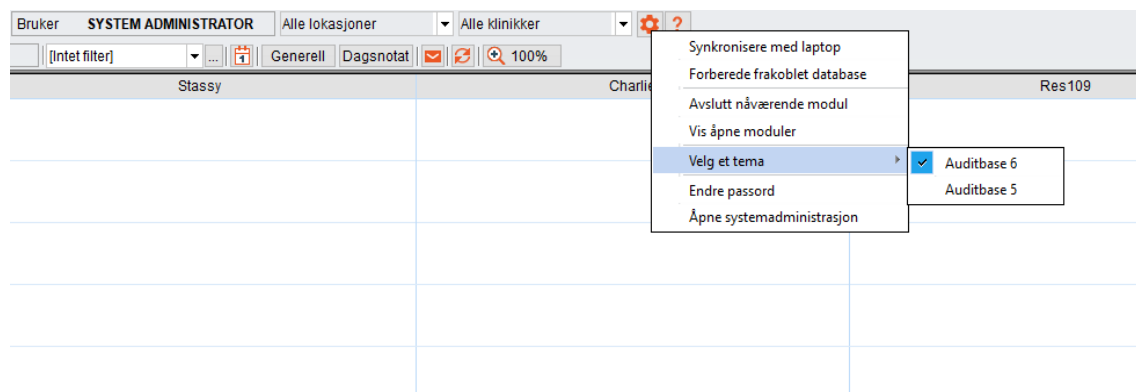 Bruker SYSTEM ADMINISTRATOR Alle lokasjoner Alle klinikker ?
[Intet filter] ... 1 Generell Dagsnotat 100%
Stassy Charlie Res109
Synkronisere med laptop
Forberede frakoblet database
Avslutt nåværende modul
Vis åpne moduler
Velg et tema
Auditbase 6
Auditbase 5
Endre passord
Åpne systemadministrasjon